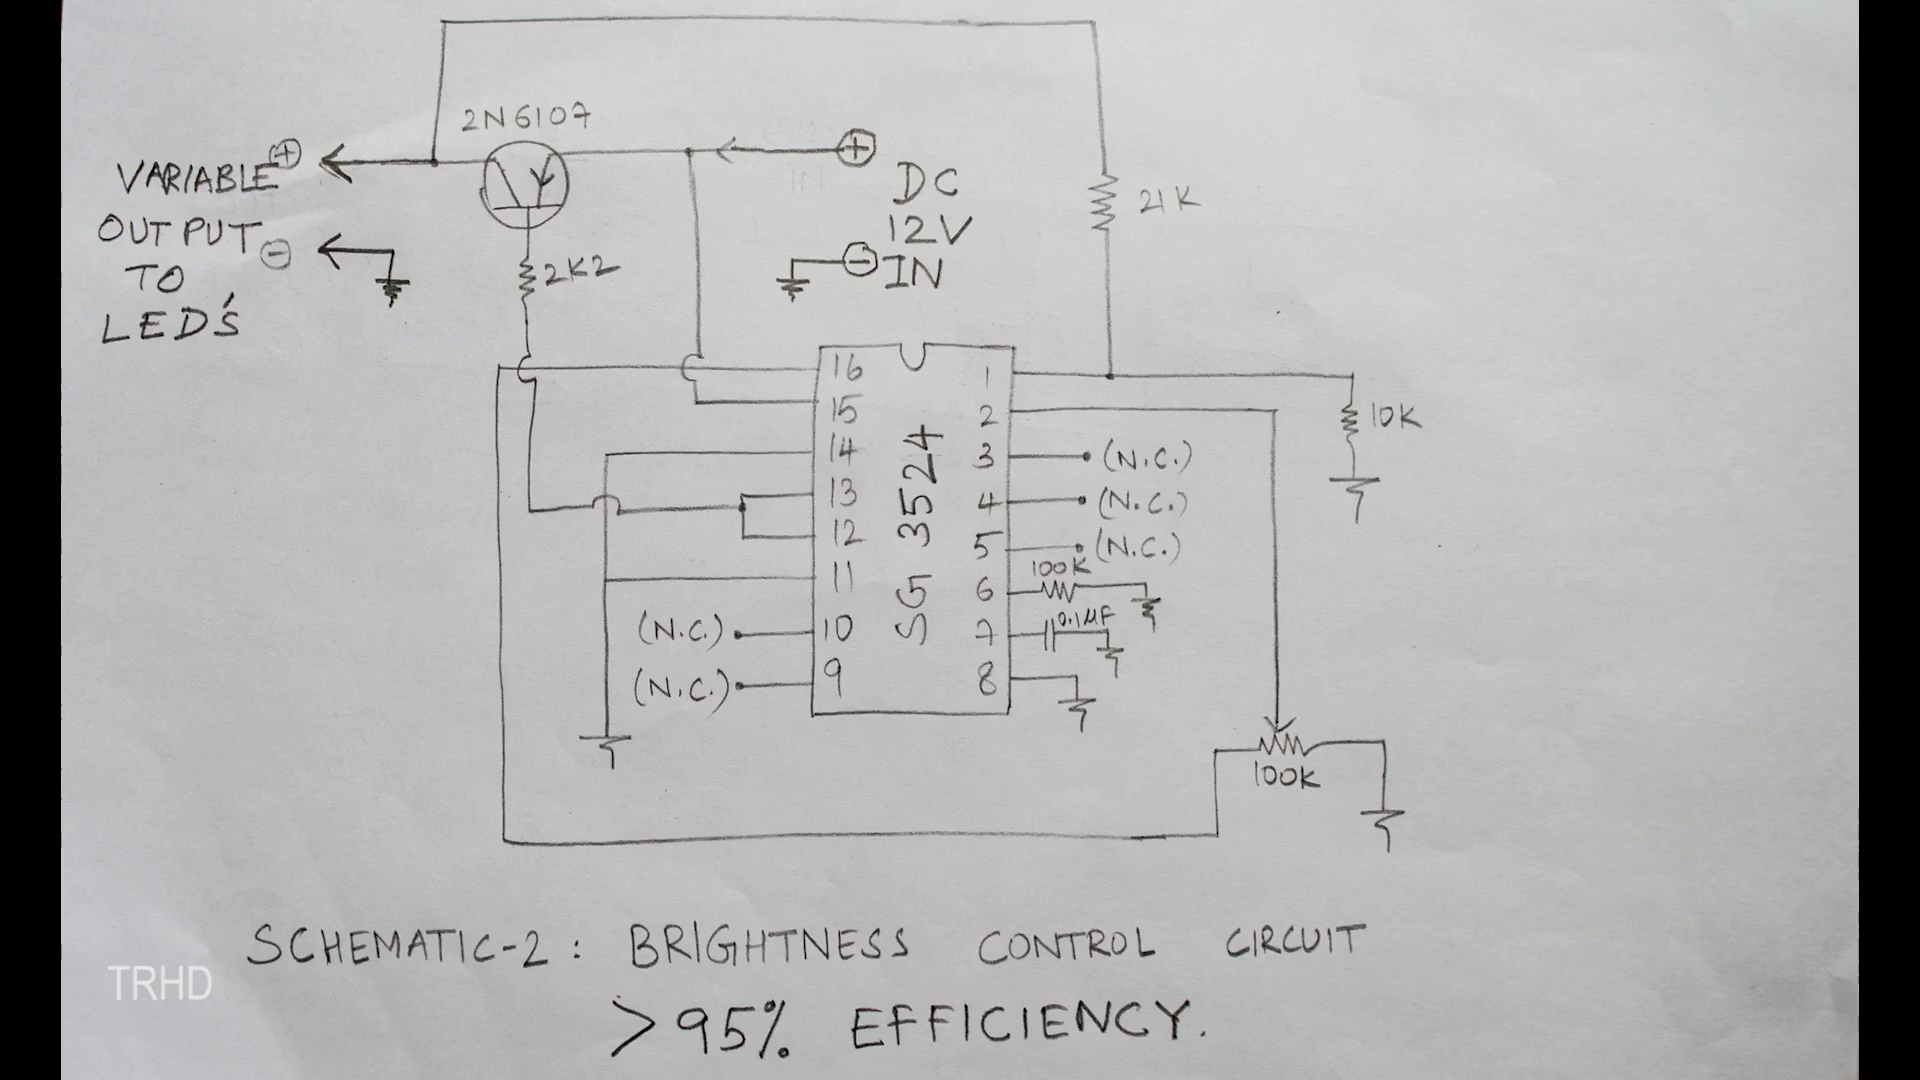 2N6107
VARIABLE +
OUTPUT -
TO
LED'S
+
DC
12V
- IN
21K
2K2
16 1
15 2
14 3
13 4
12 5
11 6
10 7
9 8
SG 3524
10K
(N.C.)
(N.C.)
(N.C.)
100K
0.1µF
(N.C.)
(N.C.)
100K
SCHEMATIC-2: BRIGHTNESS CONTROL CIRCUIT
TRHD
>95% EFFICIENCY.